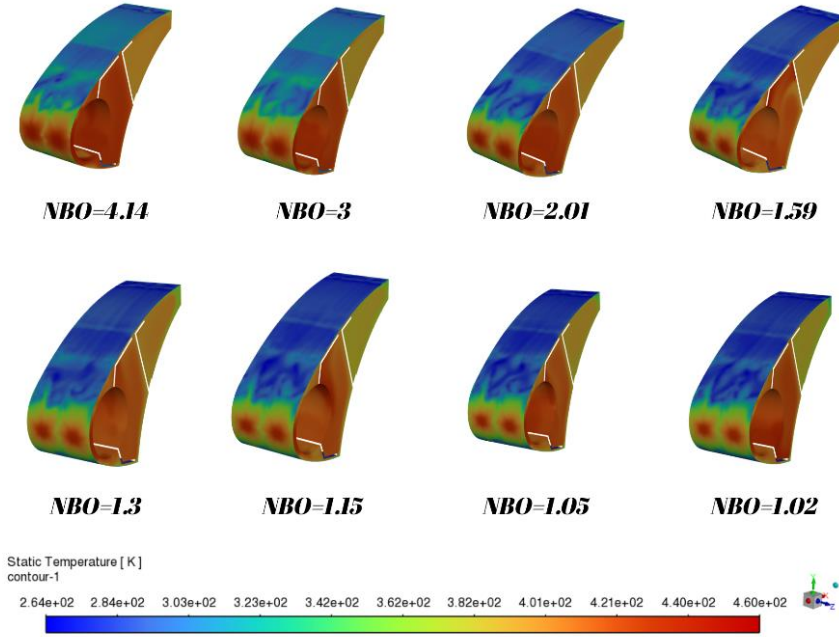 NBO=4.14 NBO=3 NBO=2.01 NBO=1.59
NBO=1.3 NBO=1.15 NBO=1.05 NBO=1.02
Static Temperature [ K ]
contour-1
2.64e+02 2.84e+02 3.03e+02 3.23e+02 3.42e+02 3.62e+02 3.82e+02 4.01e+02 4.21e+02 4.40e+02 4.60e+02
Y
X
Z